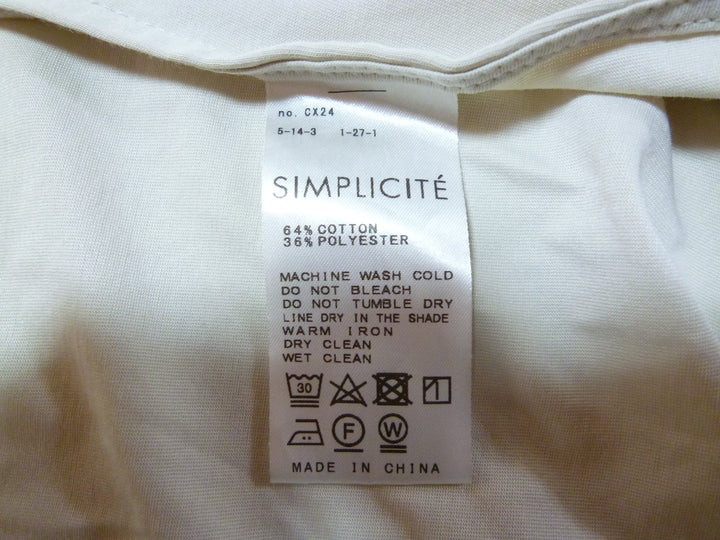 no. CX24
5-14-3 1-27-1
SIMPLICITÉ
64% COTTON
36% POLYESTER
MACHINE WASH COLD
DO NOT BLEACH
DO NOT TUMBLE DRY
LINE DRY IN THE SHADE
WARM IRON
DRY CLEAN
WET CLEAN
30
F W
MADE IN CHINA